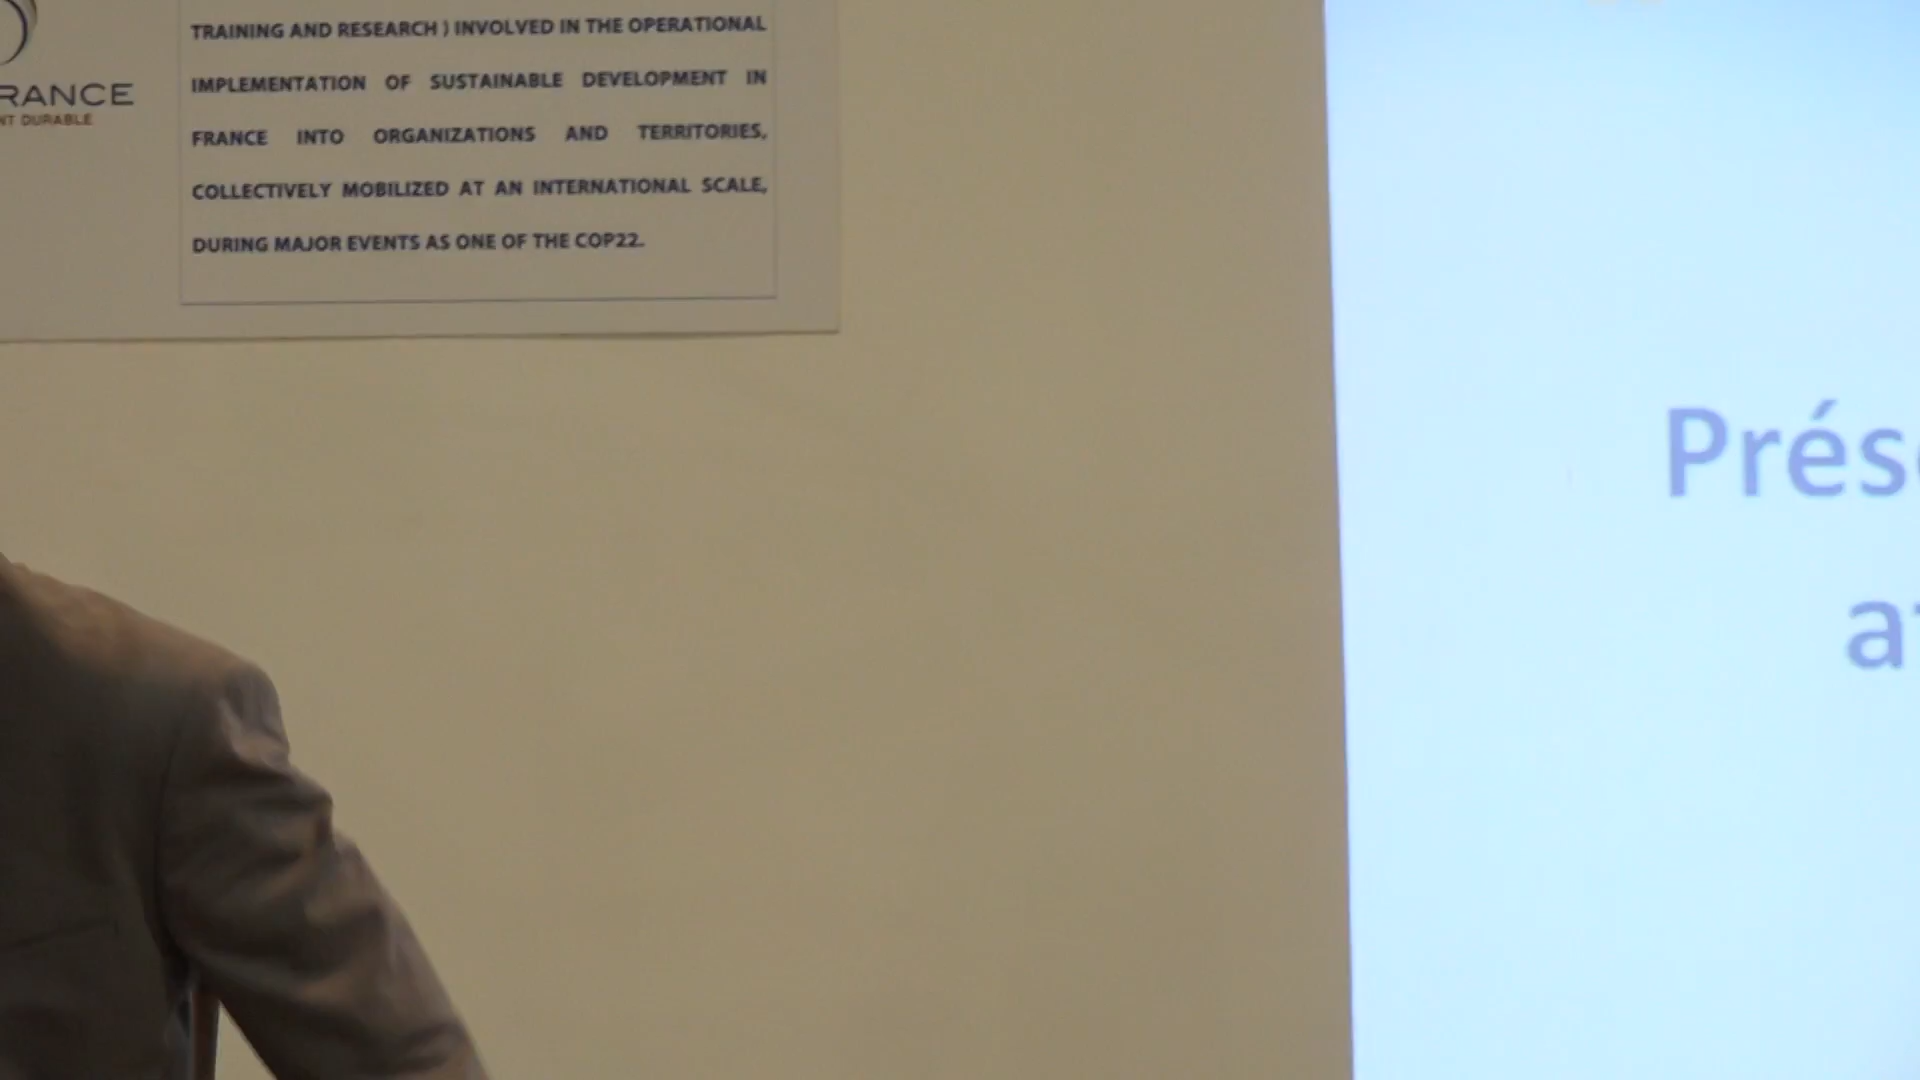 TRAINING AND RESEARCH ) INVOLVED IN THE OPERATIONAL
IMPLEMENTATION OF SUSTAINABLE DEVELOPMENT IN
FRANCE INTO ORGANIZATIONS AND TERRITORIES,
COLLECTIVELY MOBILIZED AT AN INTERNATIONAL SCALE,
DURING MAJOR EVENTS AS ONE OF THE COP22.
RANCE
NT DURABLE
Prés